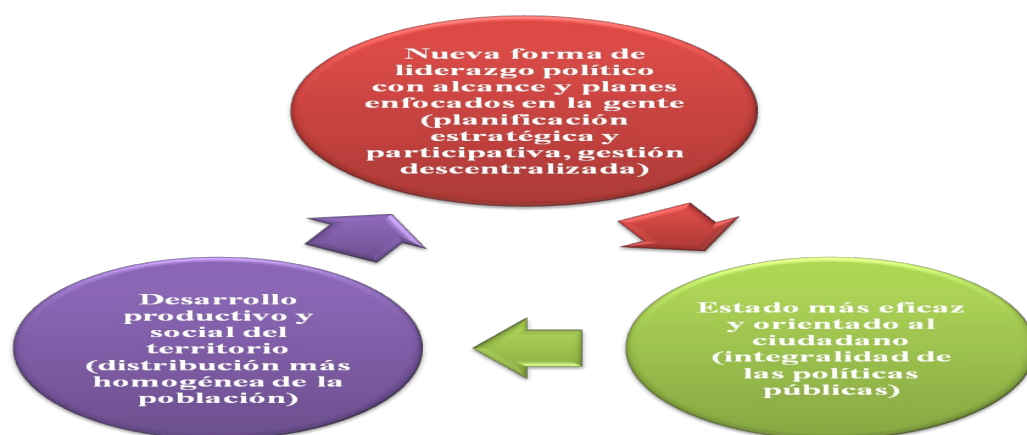 Nueva forma de
liderazgo político
con alcance y planes
enfocados en la gente
(planificación
estratégica y
participativa, gestión
descentralizada)
Estado más eficaz
y orientado al
ciudadano
(integralidad de
las políticas
públicas)
Desarrollo
productivo y
social del
territorio
(distribución más
homogénea de la
población)